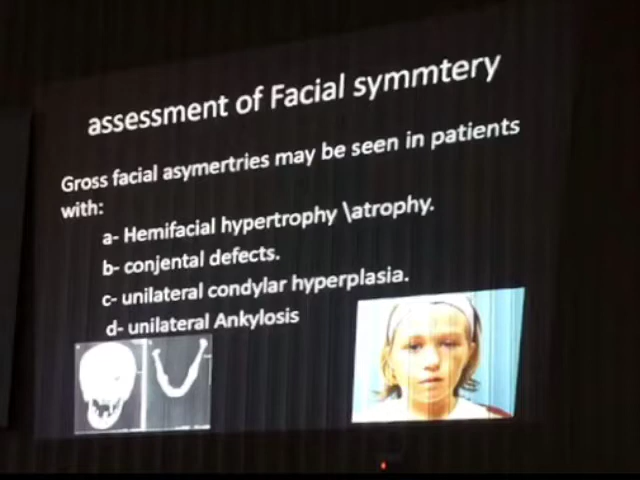 assessment of Facial symmtery
Gross facial asymertries may be seen in patients
with:
a- Hemifacial hypertrophy \atrophy.
b- conjental defects.
c- unilateral condylar hyperplasia.
d- unilateral Ankylosis